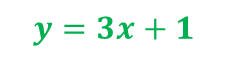 y = 3x + 1